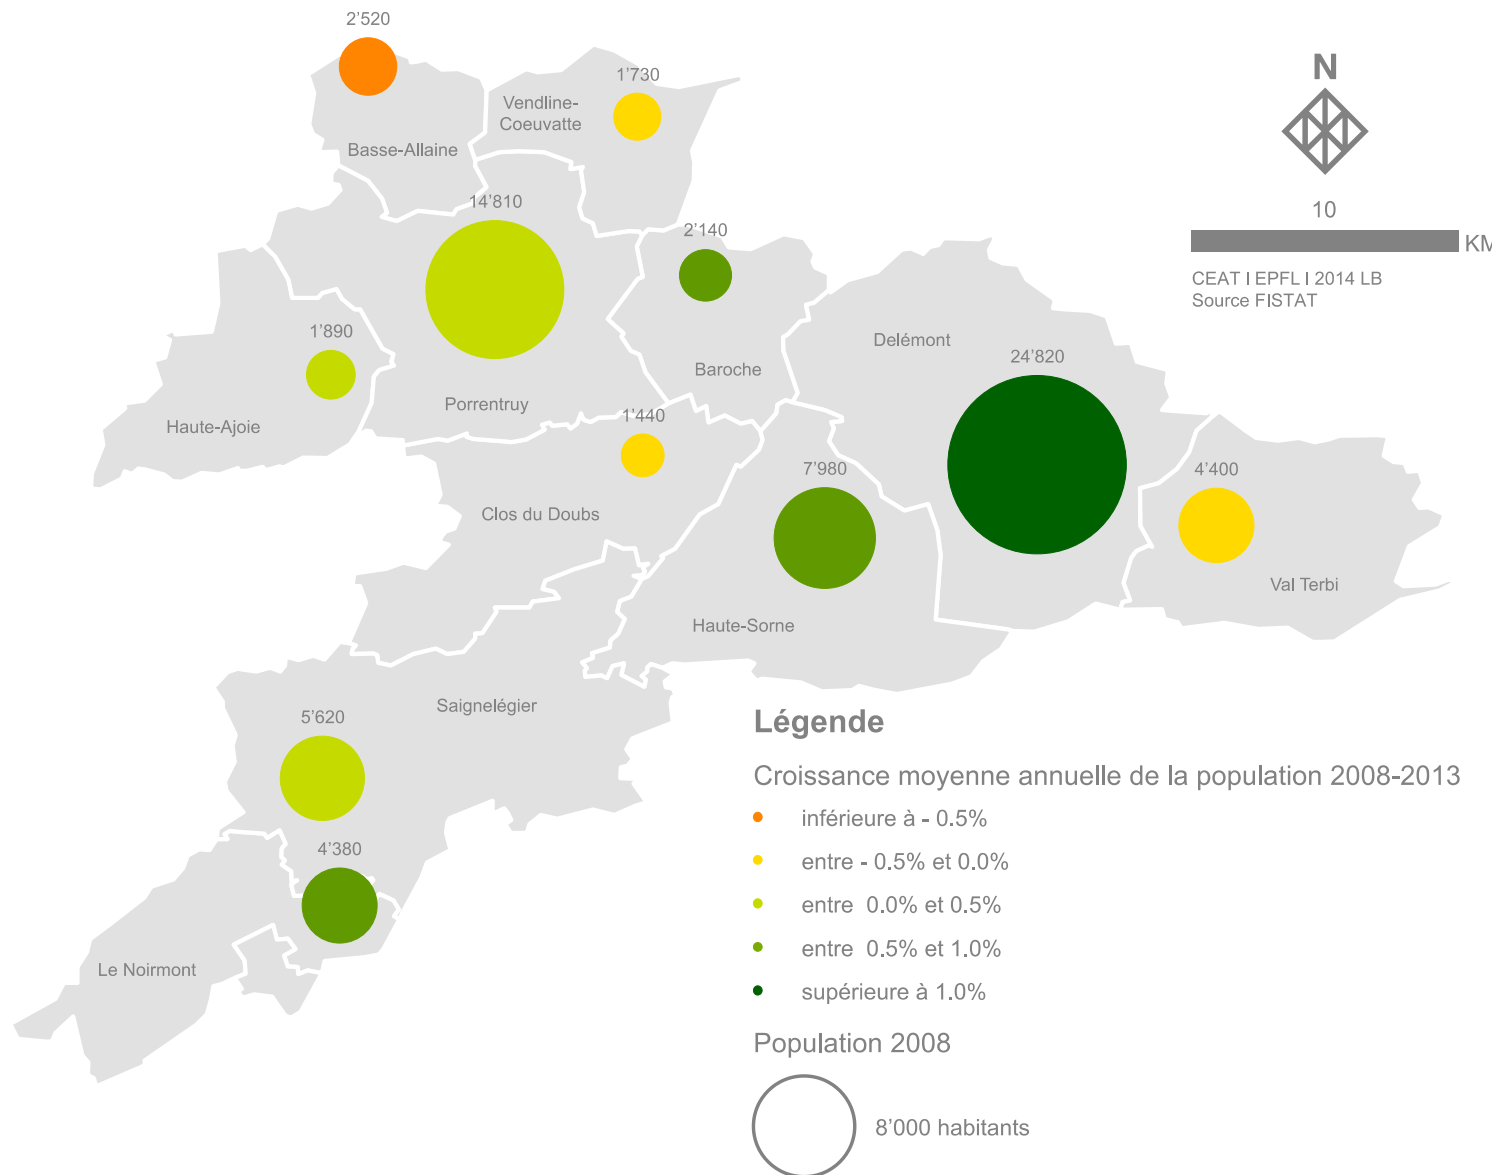 2’520
1’730
Vendline-
Coeuvatte
Basse-Allaine
N
14’810
2’140
10
KM
CEAT I EPFL I 2014 LB
Source FISTAT
1’890
Delémont
24’820
Baroche
Porrentruy
Haute-Ajoie
1’440
7’980
4’400
Clos du Doubs
Val Terbi
Haute-Sorne
Saignelégier
5’620
4’380
Le Noirmont
Légende
Croissance moyenne annuelle de la population 2008-2013
inférieure à - 0.5%
entre - 0.5% et 0.0%
entre 0.0% et 0.5%
entre 0.5% et 1.0%
supérieure à 1.0%
Population 2008
8’000 habitants